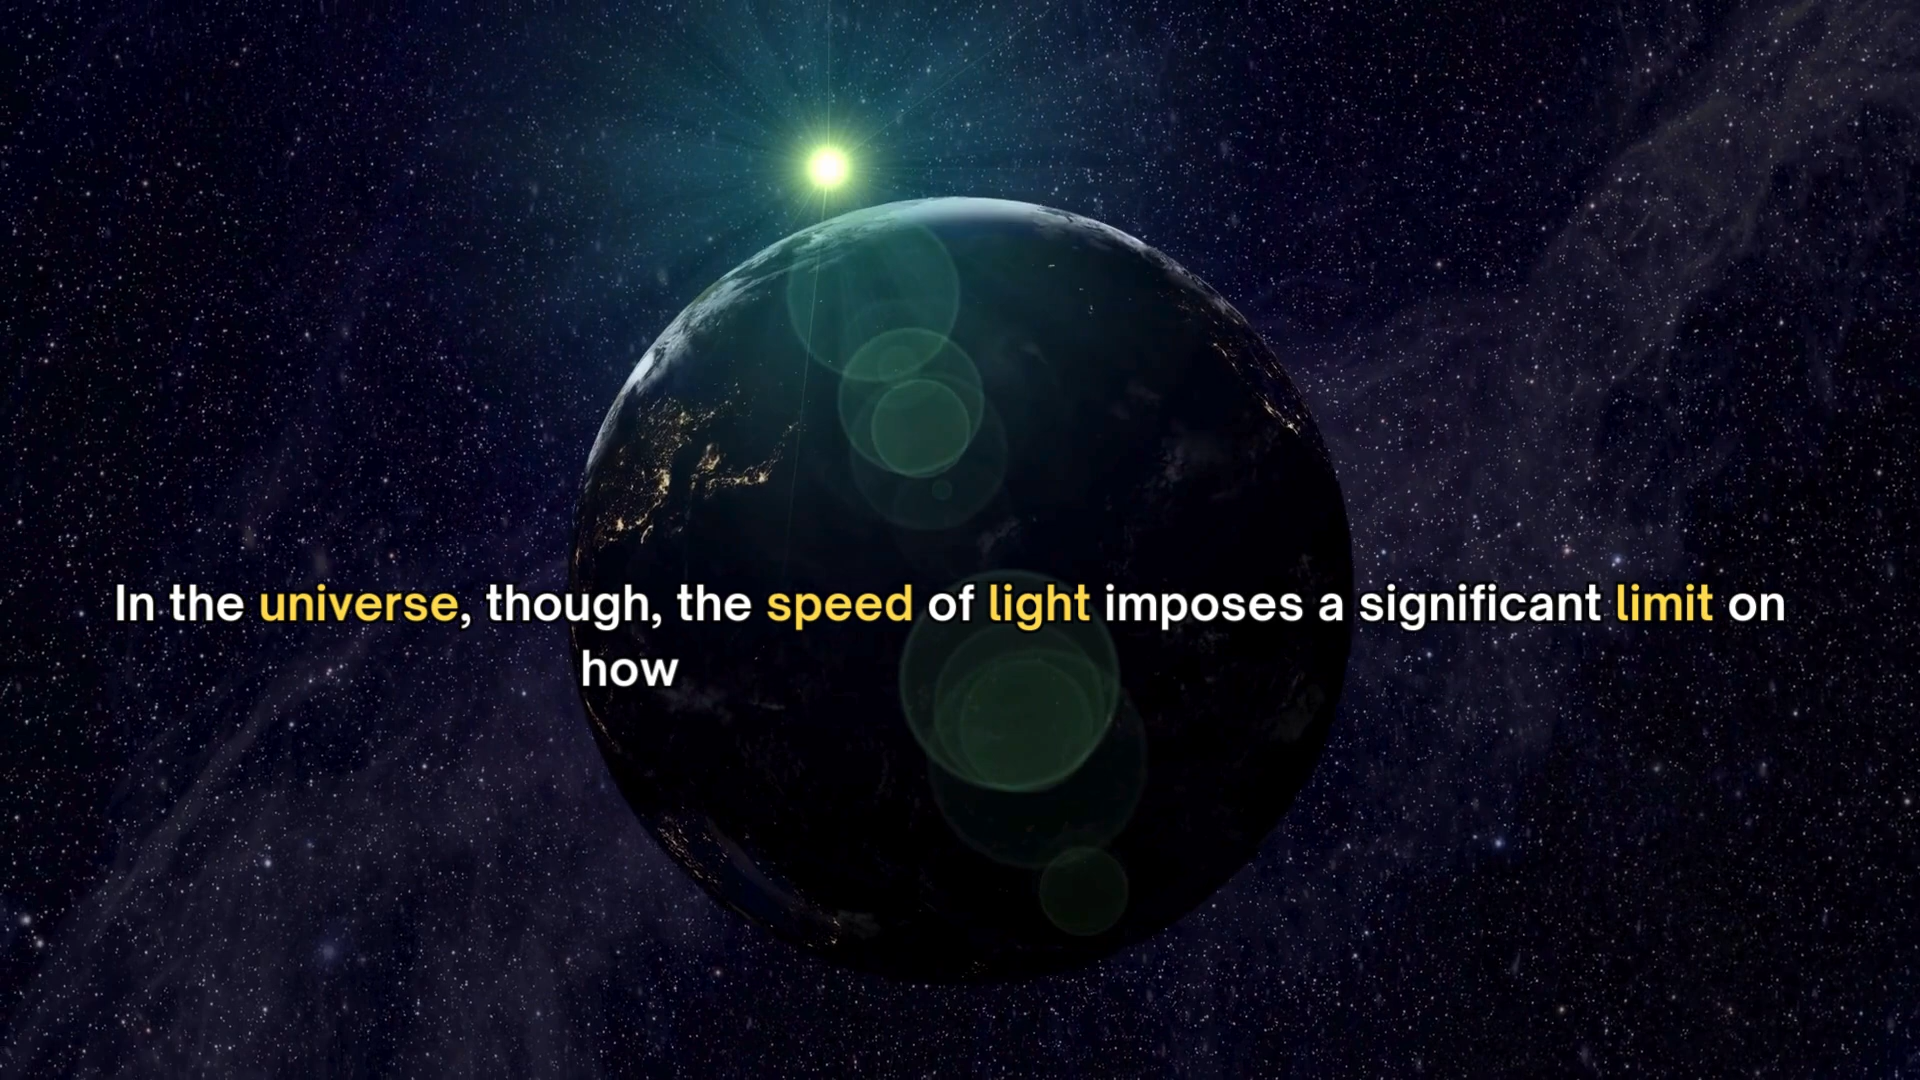 In the universe, though, the speed of light imposes a significant limit on
how